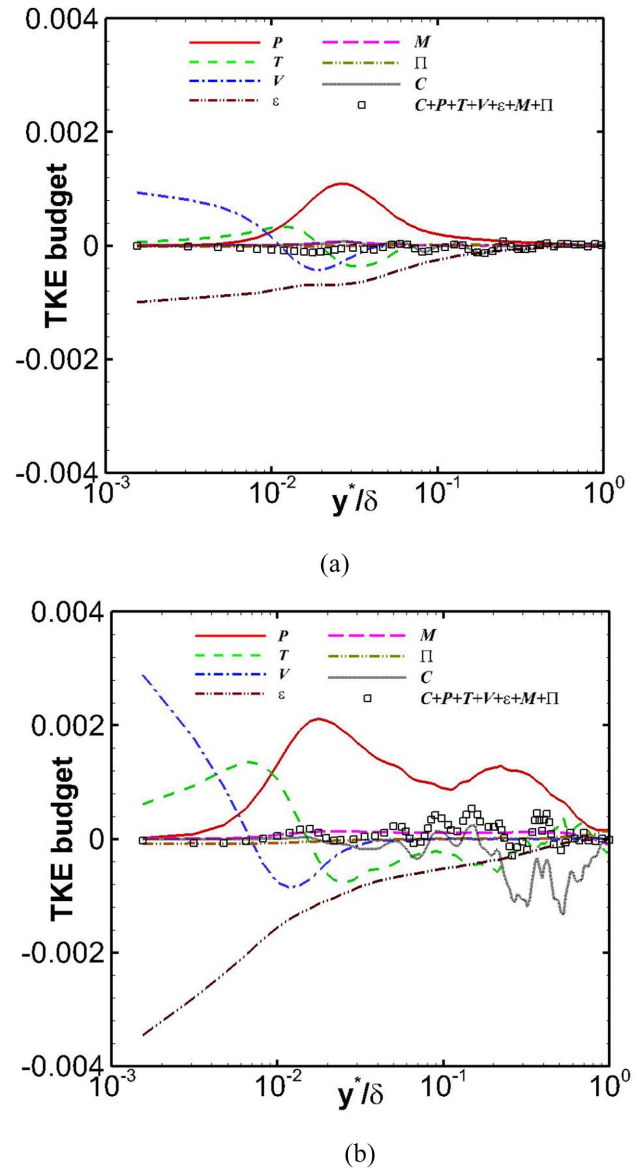 0.004
P M
T Π
V C
ε C+P+T+V+ε+M+Π
0.002
0
-0.002
-0.004
TKE budget
10-3 10-2 10-1 100
y*/δ
(a)
0.004
P M
T Π
V C
ε C+P+T+V+ε+M+Π
0.002
0
-0.002
-0.004
TKE budget
10-3 10-2 10-1 100
y*/δ
(b)